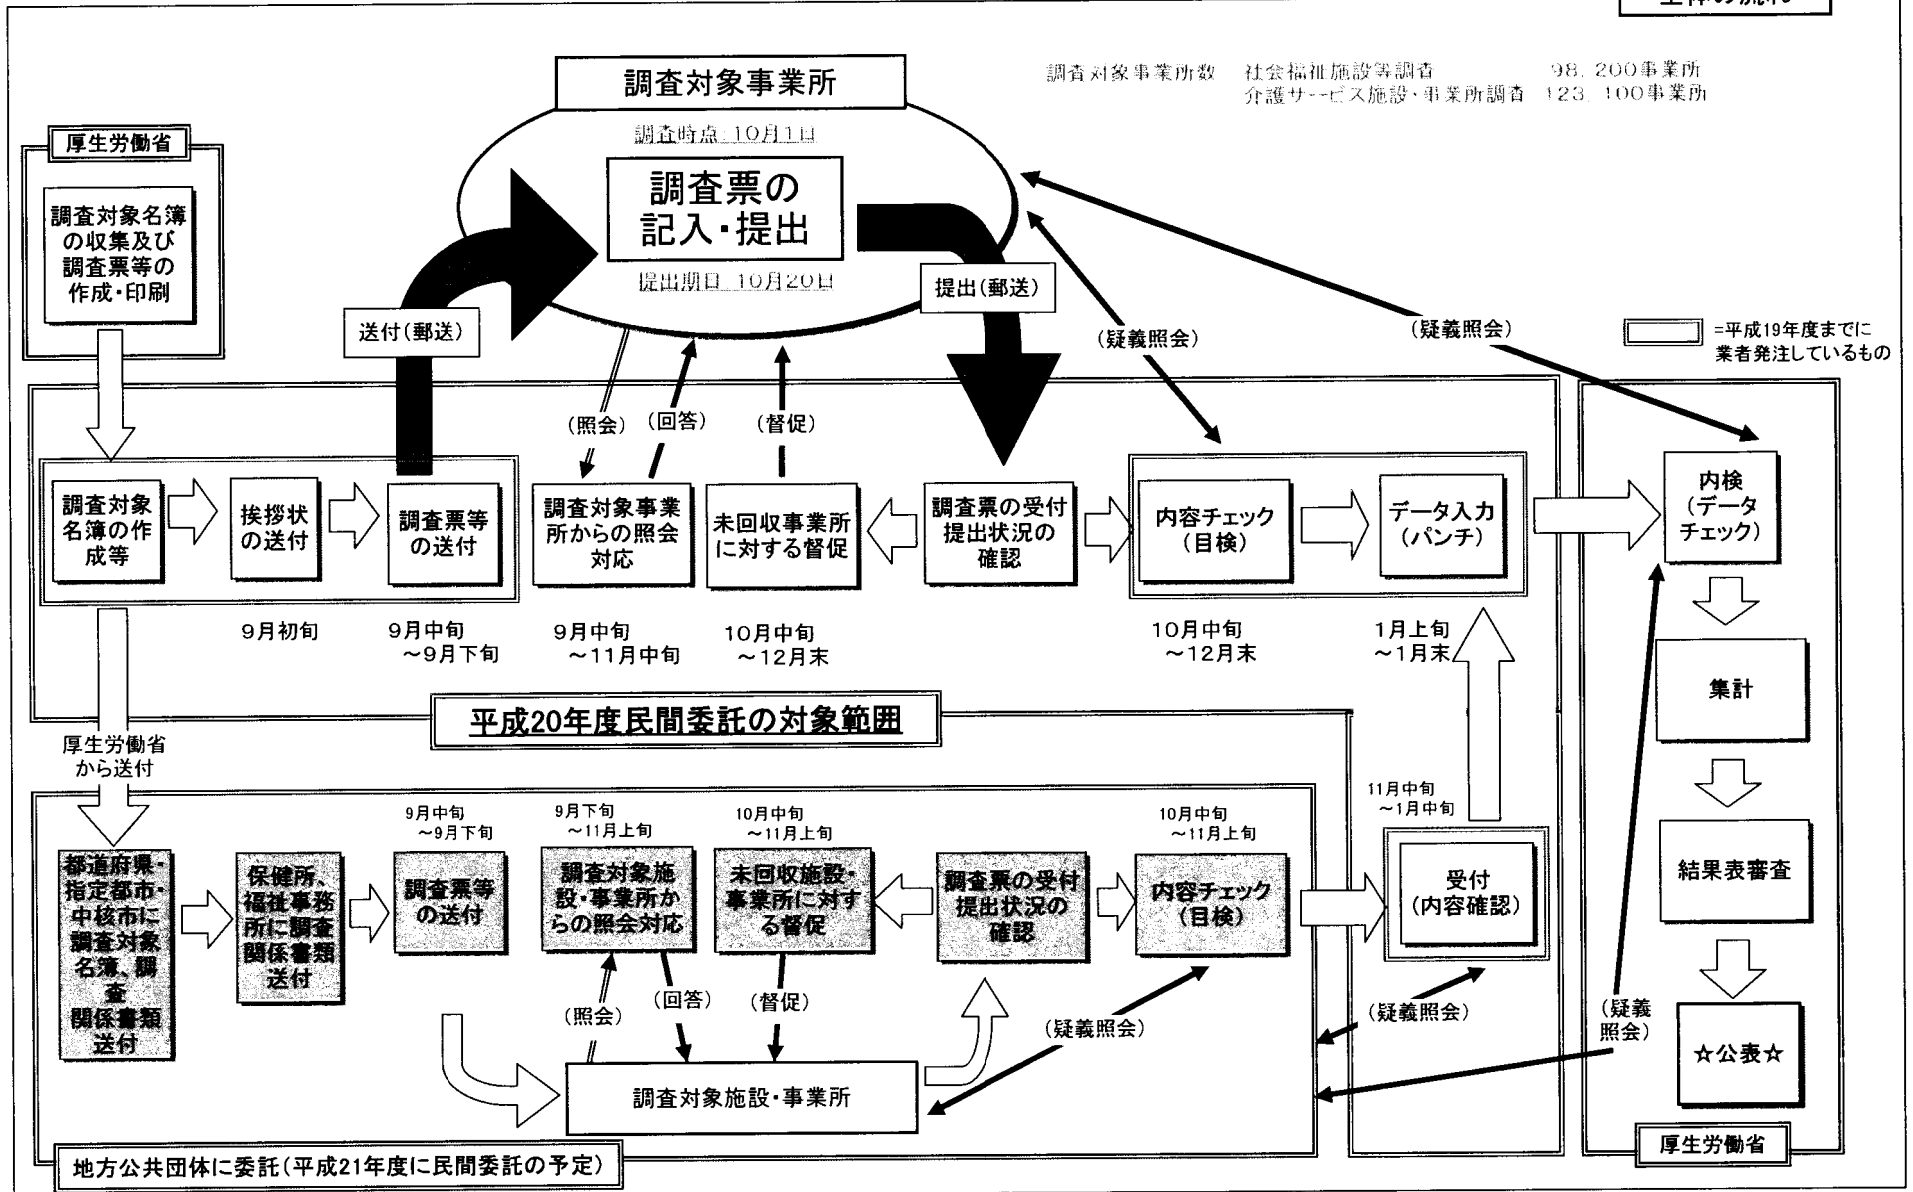 全体の流れ
調査対象事業所数 社会福祉施設等調査 98,200事業所
介護サービス施設・事業所調査 123,100事業所
調査対象事業所
調査時点 10月1日
調査票の
記入・提出
提出期日 10月20日
厚生労働省
調査対象名簿
の収集及び
調査票等の
作成・印刷
送付(郵送)
提出(郵送)
(疑義照会)
(疑義照会)
=平成19年度までに
業者発注しているもの
(照会)
(回答)
(督促)
調査対象
名簿の作
成等
挨拶状
の送付
調査票等
の送付
調査対象事業
所からの照会
対応
未回収事業所
に対する督促
調査票の受付
提出状況の
確認
内容チェック
(目検)
データ入力
(パンチ)
内検
(データ
チェック)
9月初旬
9月中旬
~9月下旬
9月中旬
~11月中旬
10月中旬
~12月末
10月中旬
~12月末
1月上旬
~1月末
集計
平成20年度民間委託の対象範囲
厚生労働省
から送付
9月中旬
~9月下旬
9月下旬
~11月上旬
10月中旬
~11月上旬
10月中旬
~11月上旬
11月中旬
~1月中旬
都道府県・
指定都市・
中核市に
調査対象
名簿、調
査
関係書類
送付
保健所、
福祉事務
所に調査
関係書類
送付
調査票等
の送付
調査対象施
設・事業所か
らの照会対応
未回収施設・
事業所に対す
る督促
調査票の受付
提出状況の
確認
内容チェック
(目検)
受付
(内容確認)
結果表審査
(照会)
(回答)
(督促)
(疑義照会)
(疑義照会)
(疑義
照会)
☆公表☆
調査対象施設・事業所
厚生労働省
地方公共団体に委託(平成21年度に民間委託の予定)